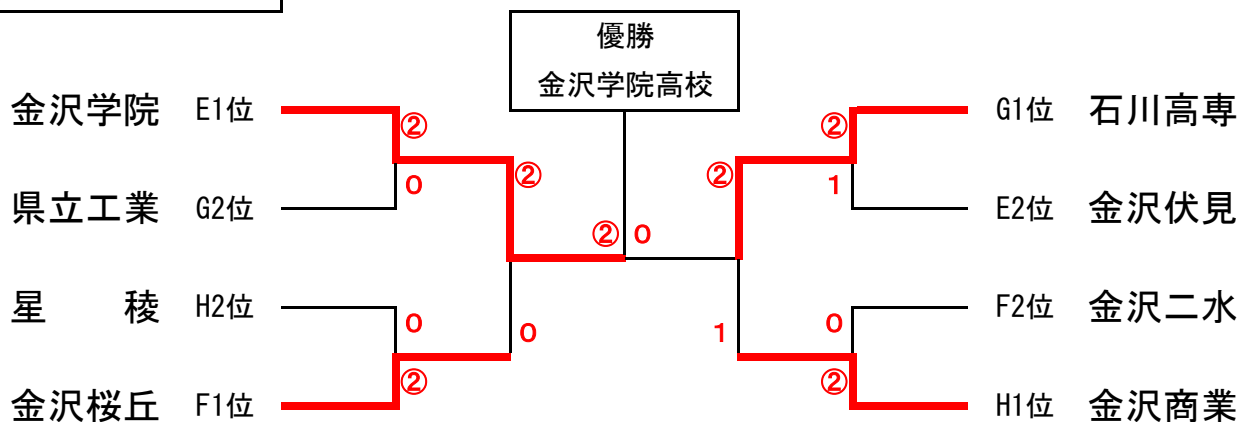 優勝
金沢学院高校
金沢学院 E1位 ② ② G1位 石川高専
② ②
県立工業 G2位 0 1 E2位 金沢伏見
② 0
星　　稜 H2位 0 0 F2位 金沢二水
0 1
金沢桜丘 F1位 ② ② H1位 金沢商業